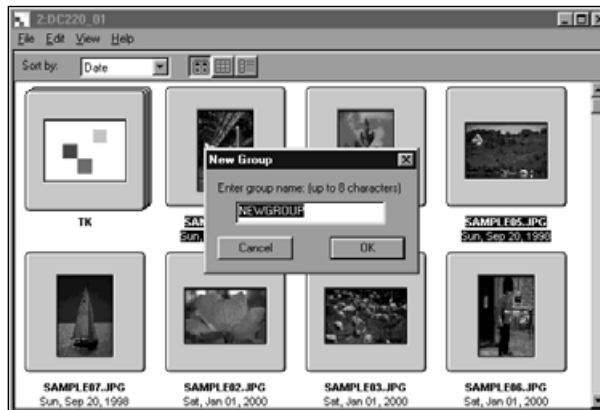 2:DC220_01
File Edit View Help
Sort by: Date
New Group
Enter group name: (up to 8 characters)
NEWGROUP
Cancel OK
TK
SAMPLE05.JPG
Sun, Sun, Sep 20, 1998
SAMPLE07.JPG SAMPLE02.JPG SAMPLE03.JPG SAMPLE06.JPG
Sun, Sep 20, 1998 Sat, Jan 01, 2000 Sat, Jan 01, 2000 Sat, Jan 01, 2000